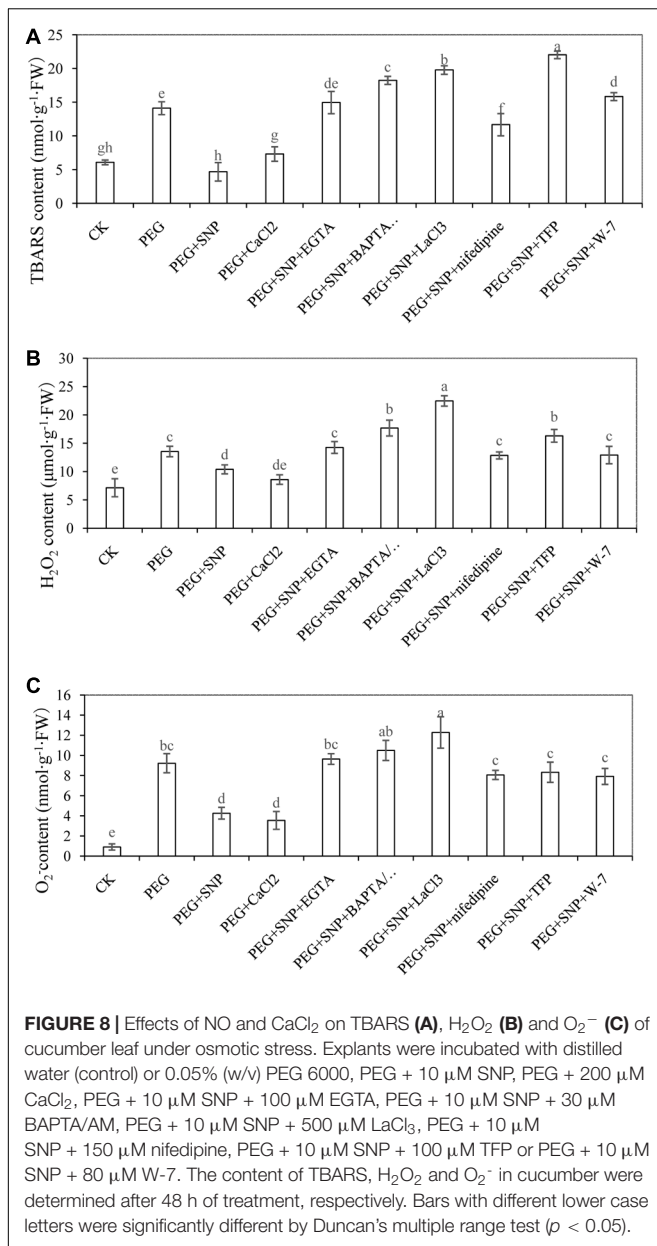 A
TBARS content (nmol·g⁻¹·FW)
25
20
15
10
5
0
gh
e
h
g
de
c
b
f
a
d
CK
PEG
PEG+SNP
PEG+CaCl2
PEG+SNP+EGTA
PEG+SNP+BAPTA..
PEG+SNP+LaCl3
PEG+SNP+nifedipine
PEG+SNP+TFP
PEG+SNP+W-7
B
H₂O₂ content (μmol·g⁻¹·FW)
30
25
20
15
10
5
0
e
c
d
de
c
b
a
c
b
c
CK
PEG
PEG+SNP
PEG+CaCl2
PEG+SNP+EGTA
PEG+SNP+BAPTA/..
PEG+SNP+LaCl3
PEG+SNP+nifedipine
PEG+SNP+TFP
PEG+SNP+W-7
C
O₂⁻content (nmol·g⁻¹·FW)
16
14
12
10
8
6
4
2
0
e
bc
d
d
bc
ab
a
c
c
c
CK
PEG
PEG+SNP
PEG+CaCl2
PEG+SNP+EGTA
PEG+SNP+BAPTA/..
PEG+SNP+LaCl3
PEG+SNP+nifedipine
PEG+SNP+TFP
PEG+SNP+W-7
FIGURE 8 | Effects of NO and CaCl₂ on TBARS (A), H₂O₂ (B) and O₂⁻ (C) of
cucumber leaf under osmotic stress. Explants were incubated with distilled
water (control) or 0.05% (w/v) PEG 6000, PEG + 10 μM SNP, PEG + 200 μM
CaCl₂, PEG + 10 μM SNP + 100 μM EGTA, PEG + 10 μM SNP + 30 μM
BAPTA/AM, PEG + 10 μM SNP + 500 μM LaCl₃, PEG + 10 μM
SNP + 150 μM nifedipine, PEG + 10 μM SNP + 100 μM TFP or PEG + 10 μM
SNP + 80 μM W-7. The content of TBARS, H₂O₂ and O₂⁻ in cucumber were
determined after 48 h of treatment, respectively. Bars with different lower case
letters were significantly different by Duncan's multiple range test (p < 0.05).